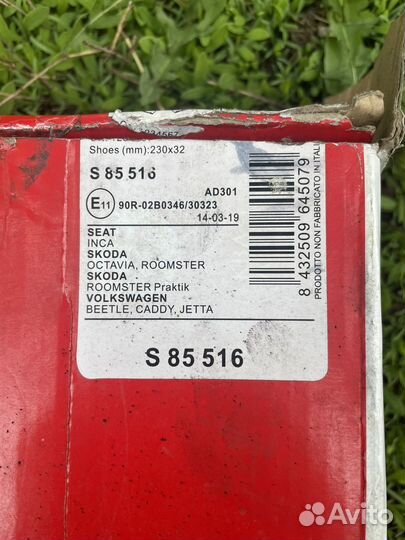 Shoes (mm):230x32
S 85 516
AD301
E11 90R-02B0346/30323
14-03-19
SEAT
INCA
SKODA
OCTAVIA, ROOMSTER
SKODA
ROOMSTER Praktik
VOLKSWAGEN
BEETLE, CADDY, JETTA
S 85 516
8 432509 645079
PRODOTTO NON FABBRICATO IN ITALI
Avito